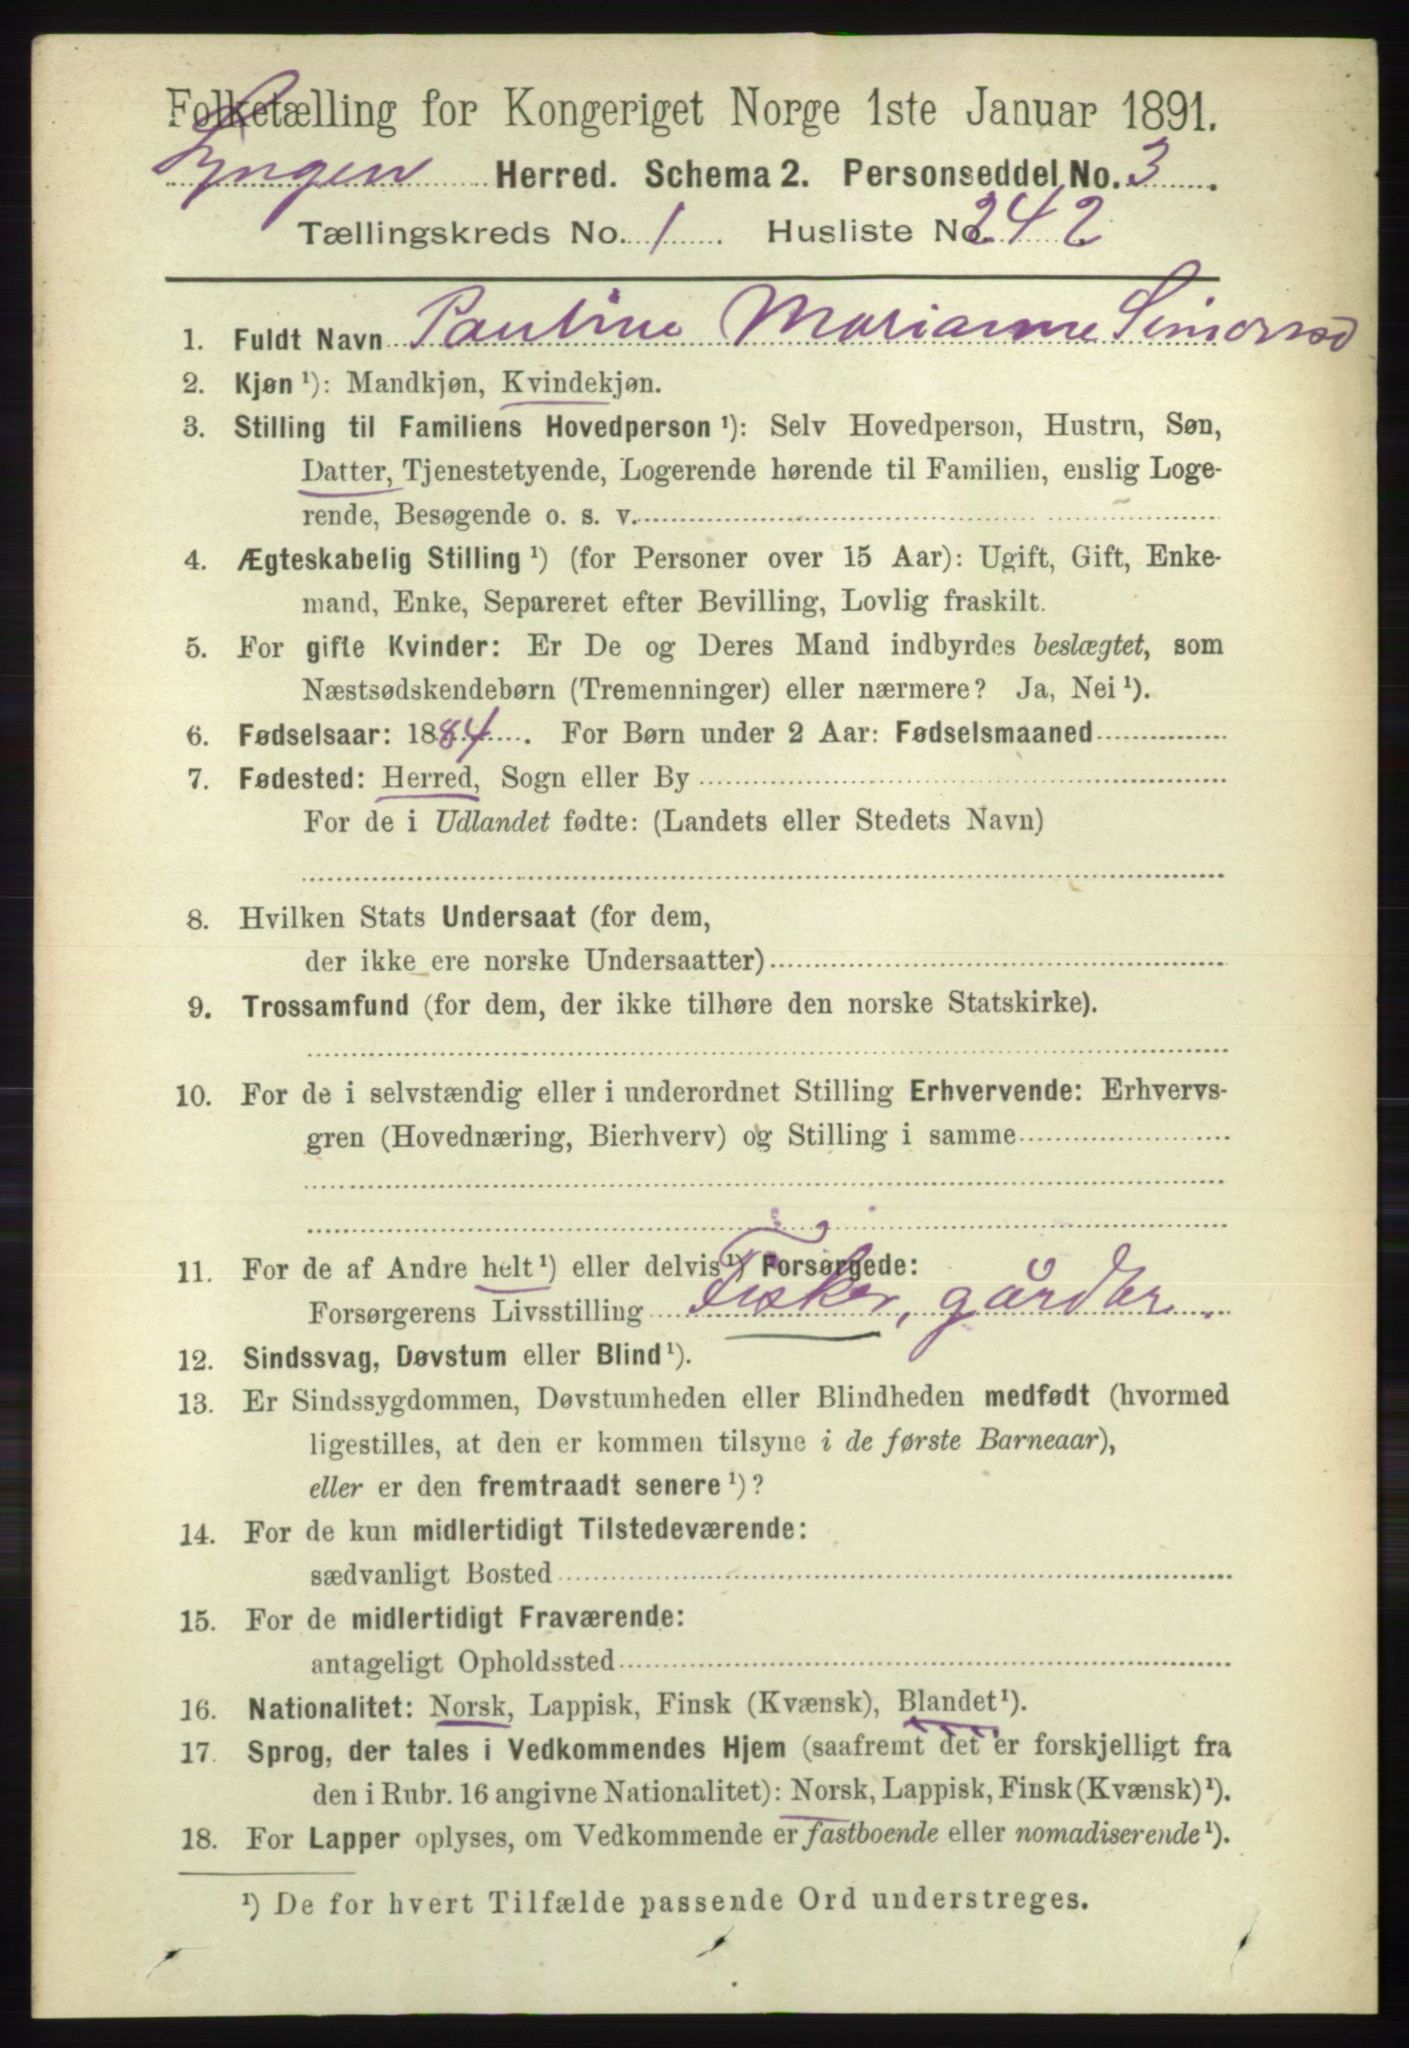 Folketælling for Kongeriget Norge 1ste Januar 1891.
Lyngen Herred. Schema 2. Personseddel No. 3
Tællingskreds No. 1 Husliste No. 242
1. Fuldt Navn Pauline Marianne
2. Kjøn ¹): Mandkjøn, Kvindekjøn.
3. Stilling til Familiens Hovedperson ¹): Selv Hovedperson, Hustru, Søn,
Datter, Tjenestetyende, Logerende hørende til Familien, enslig Loge-
rende, Besøgende o. s. v.
4. Ægteskabelig Stilling ¹) (for Personer over 15 Aar): Ugift, Gift, Enke-
mand, Enke, Separeret efter Bevilling, Lovlig fraskilt.
5. For gifte Kvinder: Er De og Deres Mand indbyrdes beslægtet, som
Næstsødskendebørn (Tremenninger) eller nærmere? Ja, Nei ¹).
6. Fødselsaar: 1884. For Børn under 2 Aar: Fødselsmaaned
7. Fødested: Herred, Sogn eller By
For de i Udlandet fødte: (Landets eller Stedets Navn)
8. Hvilken Stats Undersaat (for dem,
der ikke ere norske Undersaatter)
9. Trossamfund (for dem, der ikke tilhøre den norske Statskirke).
10. For de i selvstændig eller i underordnet Stilling Erhvervende: Erhvervs-
gren (Hovednæring, Bierhverv) og Stilling i samme
11. For de af Andre helt ¹) eller delvis ¹) Forsørgede:
Forsørgerens Livsstilling Fisker, gårdbr.
12. Sindssvag, Døvstum eller Blind ¹).
13. Er Sindssygdommen, Døvstumheden eller Blindheden medfødt (hvormed
ligestilles, at den er kommen tilsyne i de første Barneaar),
eller er den fremtraadt senere ¹)?
14. For de kun midlertidigt Tilstedeværende:
sædvanligt Bosted
15. For de midlertidigt Fraværende:
antageligt Opholdssted
16. Nationalitet: Norsk, Lappisk, Finsk (Kvænsk), Blandet ¹).
17. Sprog, der tales i Vedkommendes Hjem (saafremt det er forskjelligt fra
den i Rubr. 16 angivne Nationalitet): Norsk, Lappisk, Finsk (Kvænsk) ¹).
18. For Lapper oplyses, om Vedkommende er fastboende eller nomadiserende ¹).
¹) De for hvert Tilfælde passende Ord understreges.